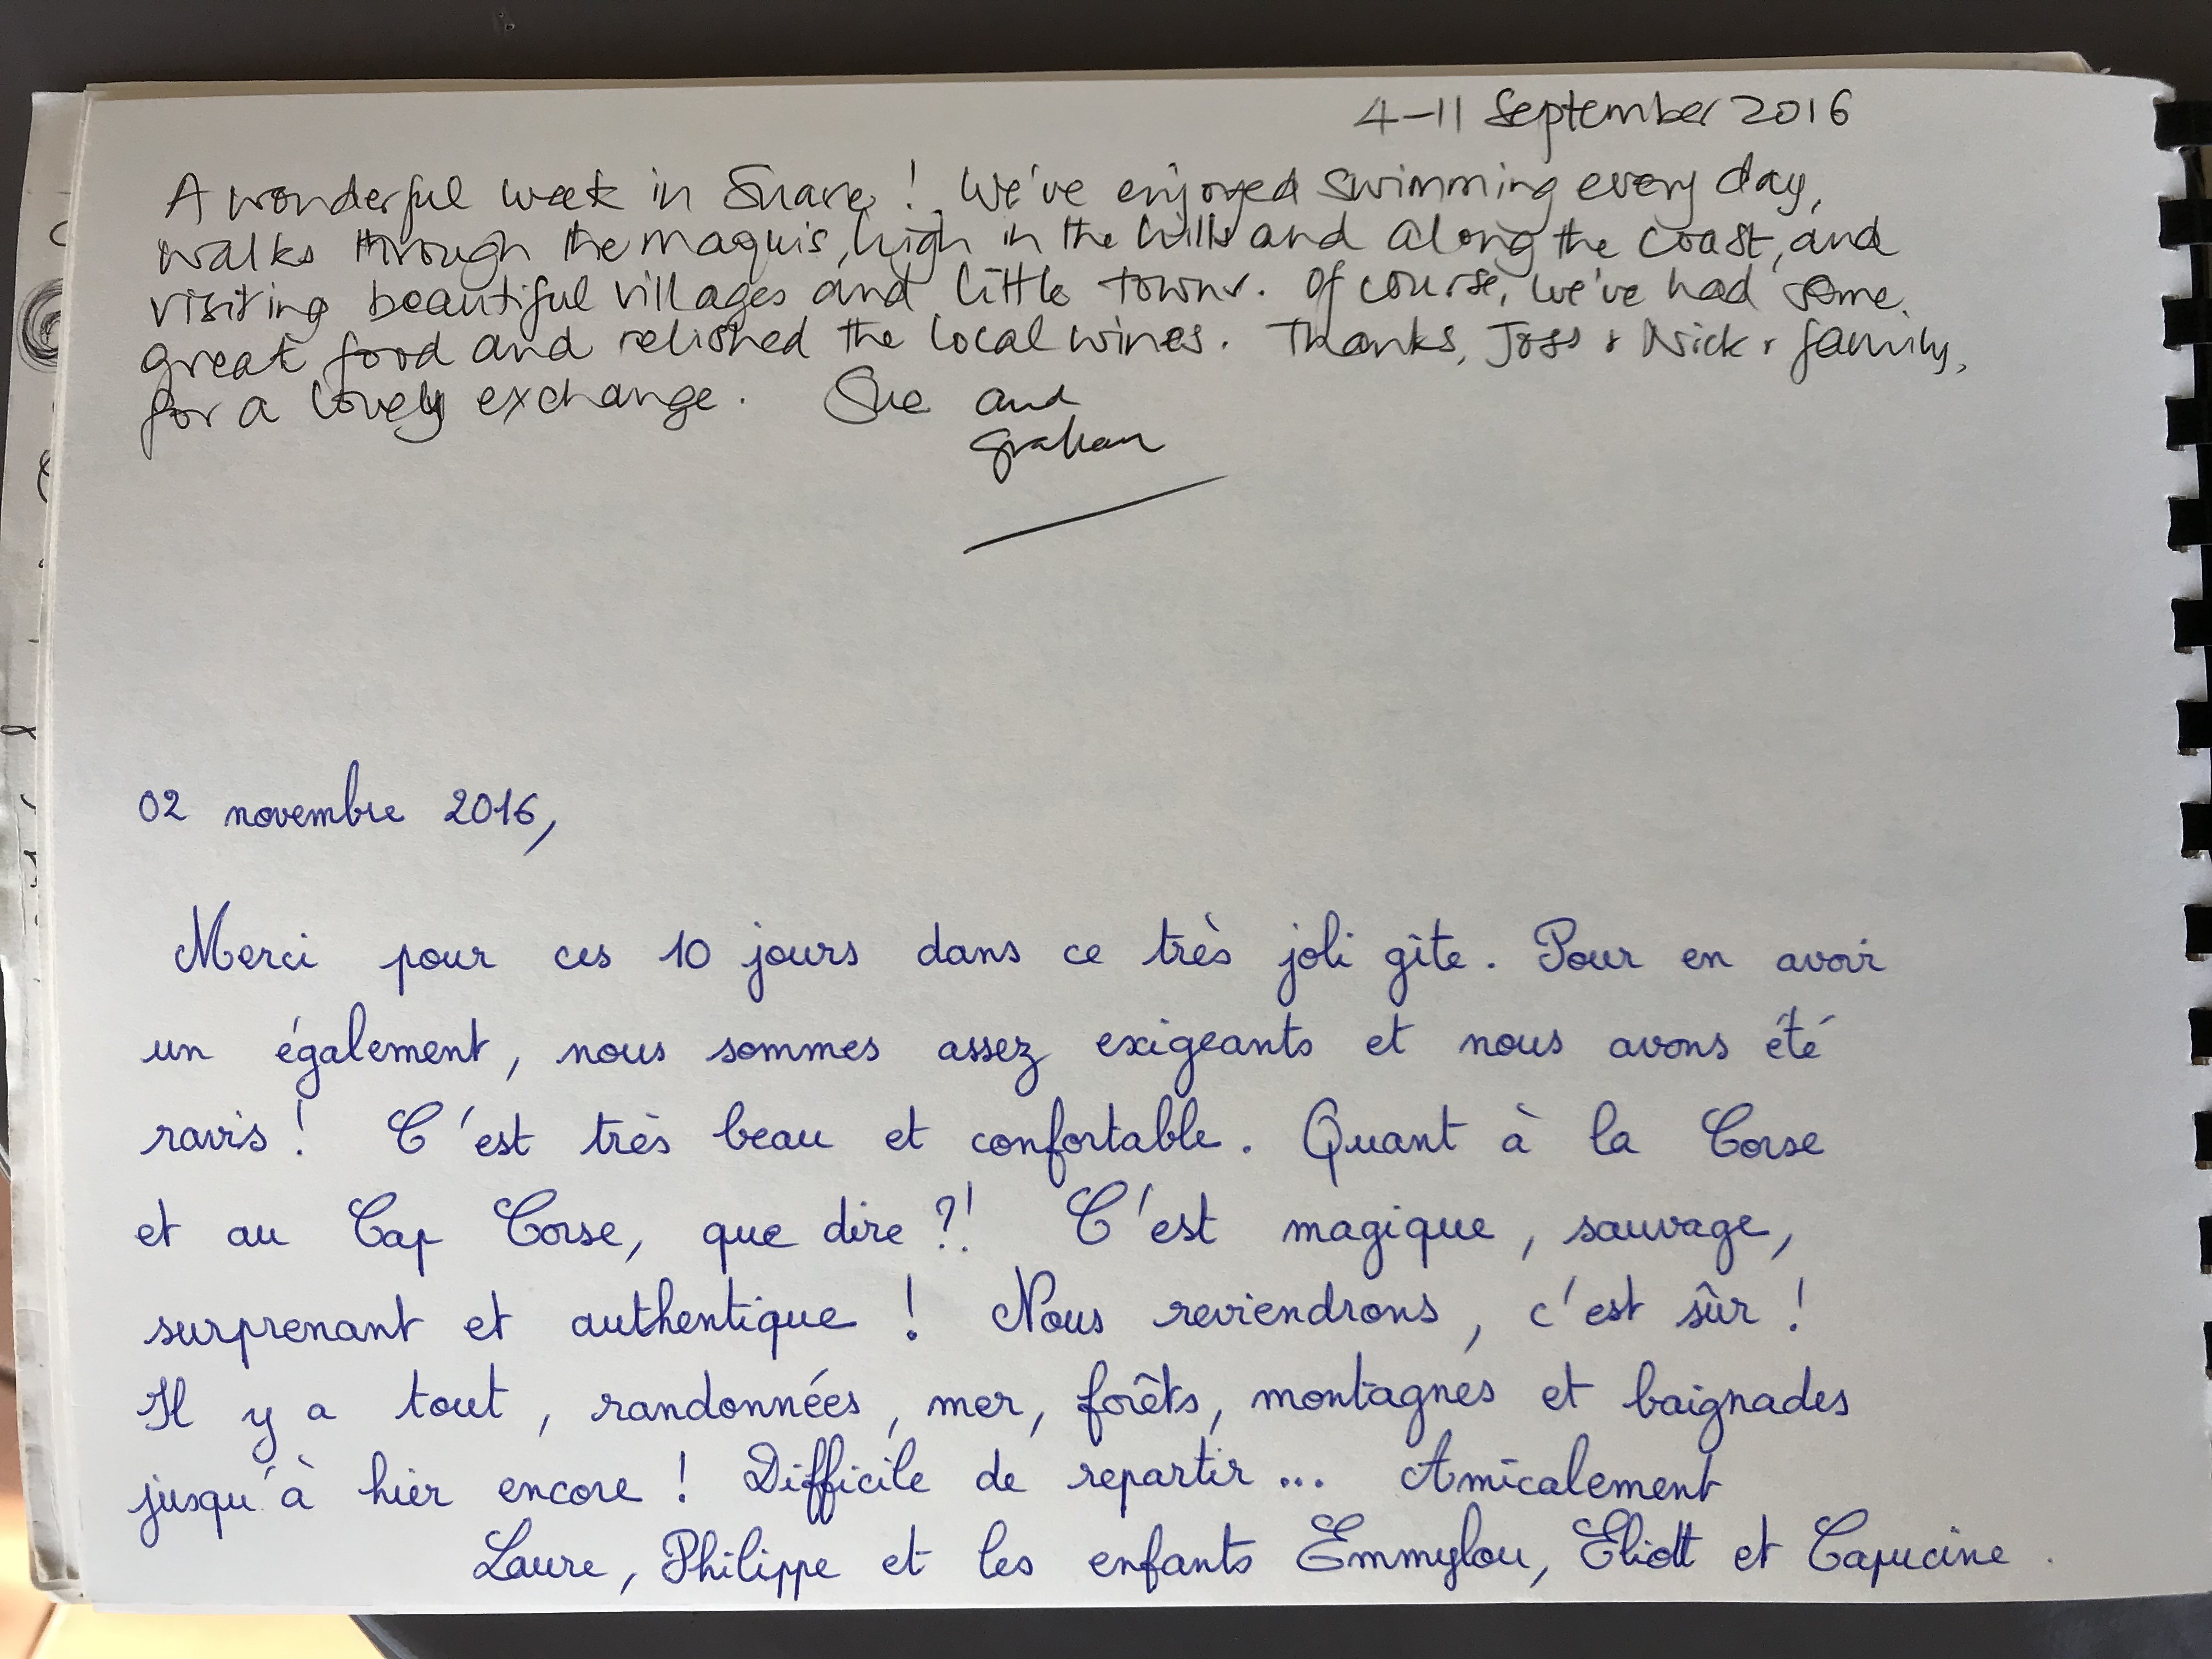 4-11 September 2016
A wonderful week in Suare! We've enjoyed swimming every day,
walks through the maquis, high in the hills and along the coast, and
visiting beautiful villages and little towns. Of course, we've had some
great food and relished the local wines. Thanks, Joss & Nick & family,
for a lovely exchange. Sue and
Graham
02 novembre 2016,
Merci pour ces 10 jours dans ce très joli gîte. Pour en avoir
un également, nous sommes assez exigeants et nous avons été
ravis! C'est très beau et confortable. Quant à la Corse
et au Cap Corse, que dire ?! C'est magique, sauvage,
surprenant et authentique! Nous reviendrons, c'est sûr!
Il y a tout, randonnées, mer, forêts, montagnes et baignades
jusqu'à hier encore! Difficile de repartir... Amicalement
Laure, Philippe et les enfants Emmylou, Eliott et Capucine.